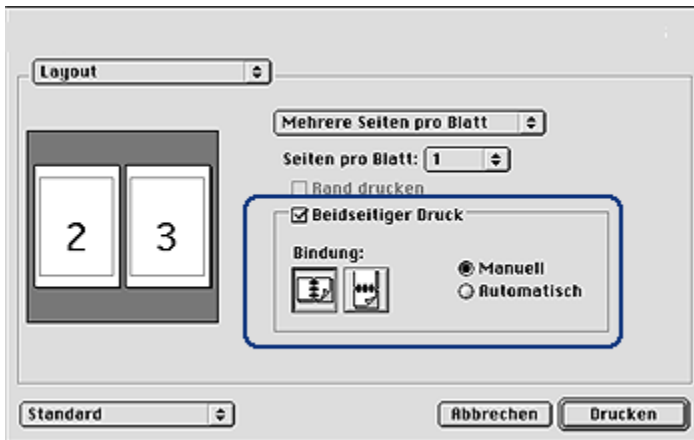 Layout
Mehrere Seiten pro Blatt
Seiten pro Blatt: 1
Rand drucken
Beidseitiger Druck
2 3
Bindung:
Manuell
Automatisch
Standard
Abbrechen
Drucken